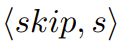 ⟨skip, s⟩